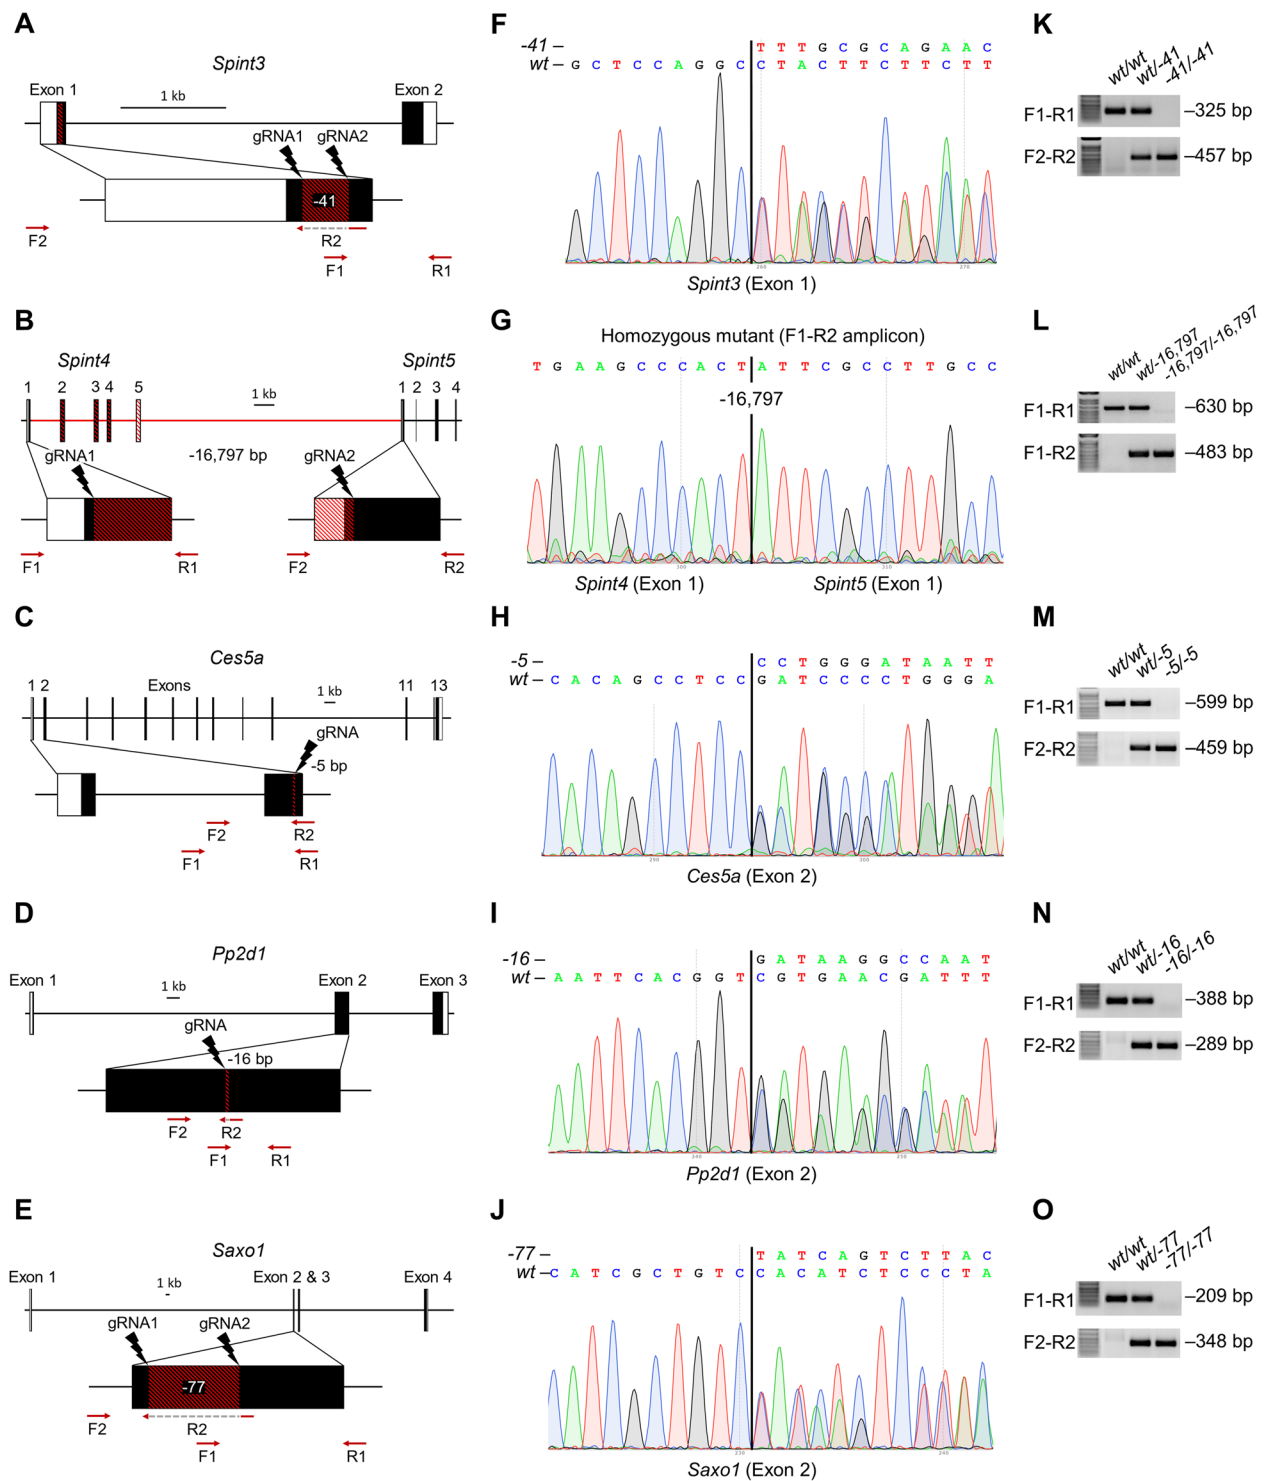 A
Spint3
Exon 1
1 kb
Exon 2
gRNA1
gRNA2
-41
F2
R2
F1
R1
F
-41 – T T T G C G C A G A A C
wt – G C T C C A G G C C T A C T T C T T C T T
260
270
Spint3 (Exon 1)
K
wt/wt
wt/-41
-41/-41
F1-R1
–325 bp
F2-R2
–457 bp
B
Spint4
Spint5
1
2
3
4
5
1 kb
1
2
3
4
gRNA1
-16,797 bp
gRNA2
F1
R1
F2
R2
G
Homozygous mutant (F1-R2 amplicon)
T G A A G C C C A C T A T T C G C C T T G C C
-16,797
300
310
Spint4 (Exon 1)
Spint5 (Exon 1)
L
wt/wt
wt/-16,797
-16,797/-16,797
F1-R1
–630 bp
F1-R2
–483 bp
C
Ces5a
1 2
Exons
1 kb
11
13
gRNA
-5 bp
F2
R2
F1
R1
H
-5 – C C T G G G A T A A T T
wt – C A C A G C C T C C G A T C C C C T G G G A
290
300
Ces5a (Exon 2)
M
wt/wt
wt/-5
-5/-5
F1-R1
–599 bp
F2-R2
–459 bp
D
Pp2d1
Exon 1
1 kb
Exon 2
Exon 3
gRNA
-16 bp
F2
R2
F1
R1
I
-16 – G A T A A G G C C A A T
wt – A A T T C A C G G T C G T G A A C G A T T T
240
250
Pp2d1 (Exon 2)
N
wt/wt
wt/-16
-16/-16
F1-R1
–388 bp
F2-R2
–289 bp
E
Saxo1
Exon 1
1 kb
Exon 2 & 3
Exon 4
gRNA1
gRNA2
-77
F2
R2
F1
R1
J
-77 – T A T C A G T C T T A C
wt – C A T C G C T G T C C A C A T C T C C C T A
230
240
Saxo1 (Exon 2)
O
wt/wt
wt/-77
-77/-77
F1-R1
–209 bp
F2-R2
–348 bp